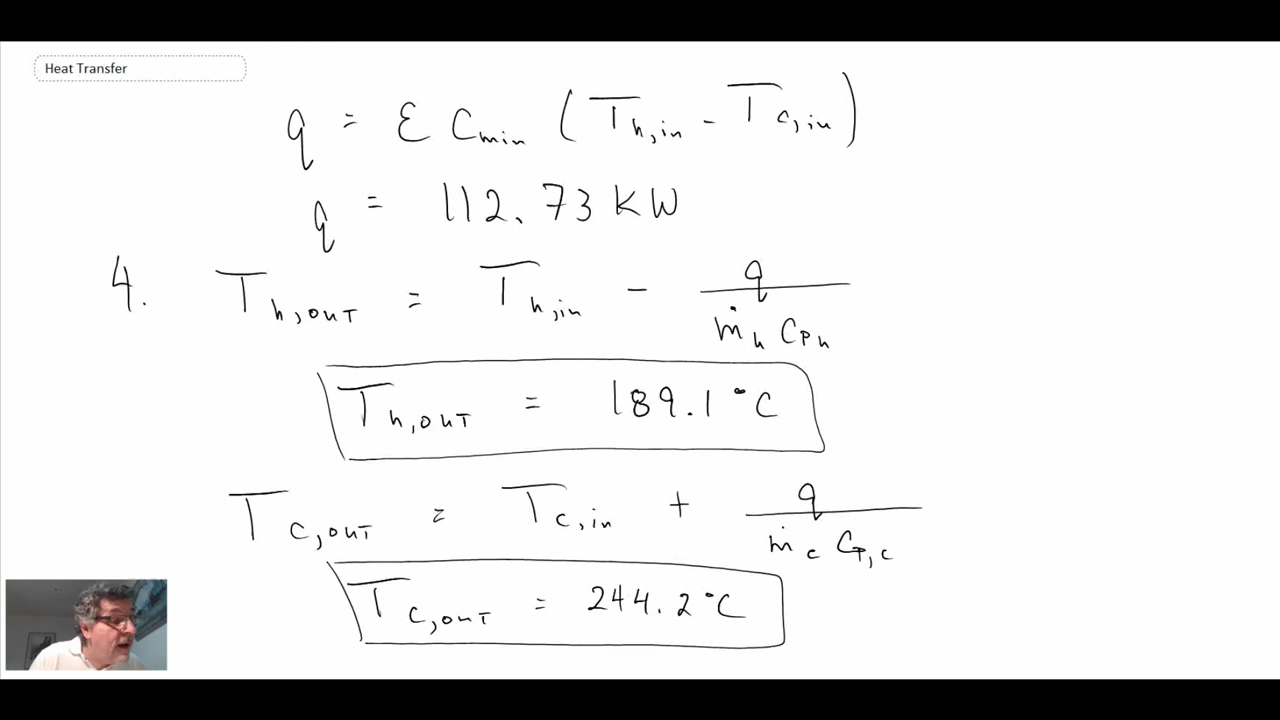 Heat Transfer
q = ε Cmin (Th,in - Tc,in)
q = 112.73 KW
4. Th,out = Th,in - q / ṁh Cph
Th,out = 189.1 °C
Tc,out = Tc,in + q / ṁc Cp,c
Tc,out = 244.2 °C